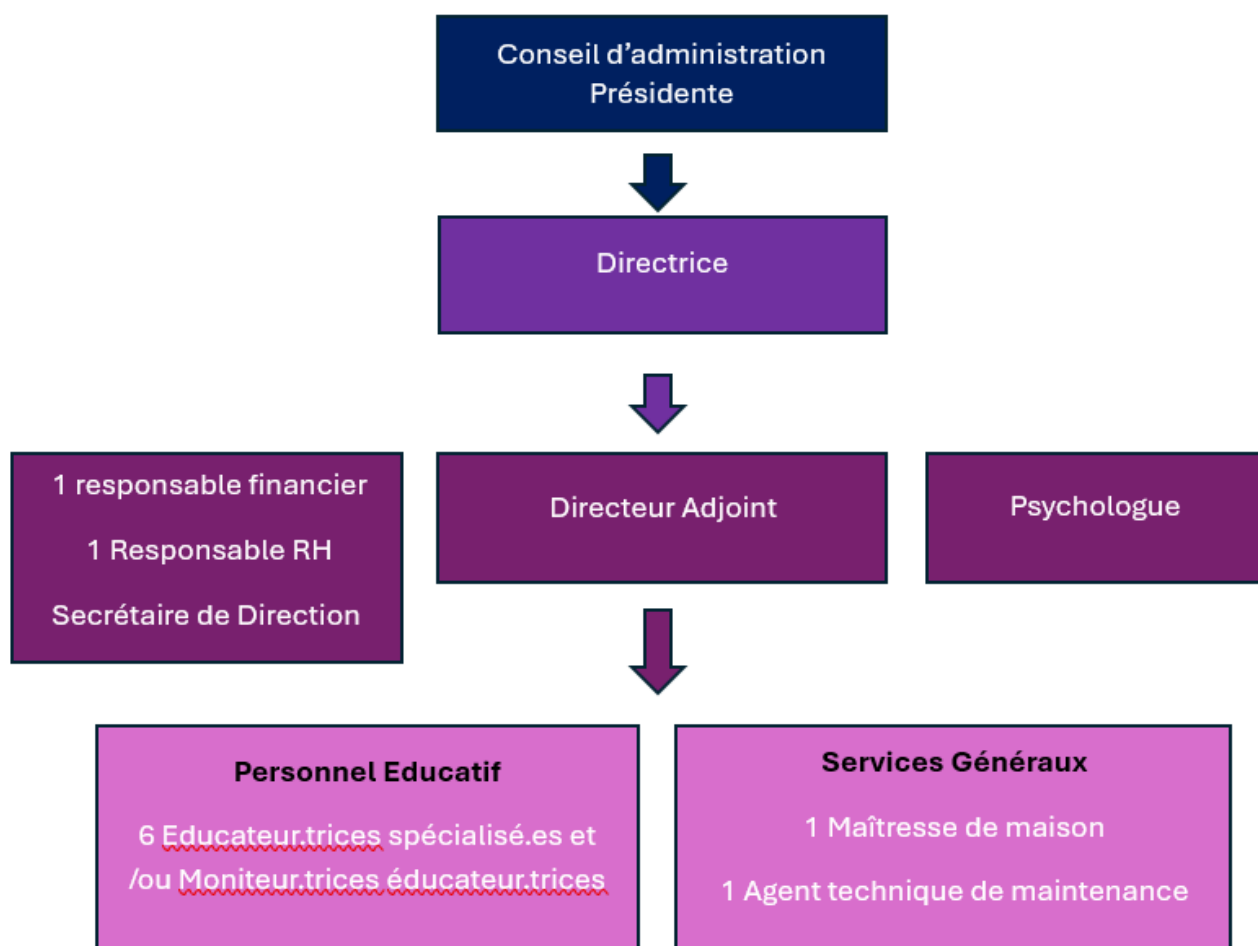 Conseil d’administration
Présidente
Directrice
1 responsable financier
1 Responsable RH
Secrétaire de Direction
Directeur Adjoint
Psychologue
Personnel Educatif
6 Educateur.trices spécialisé.es et
/ou Moniteur.trices éducateur.trices
Services Généraux
1 Maîtresse de maison
1 Agent technique de maintenance